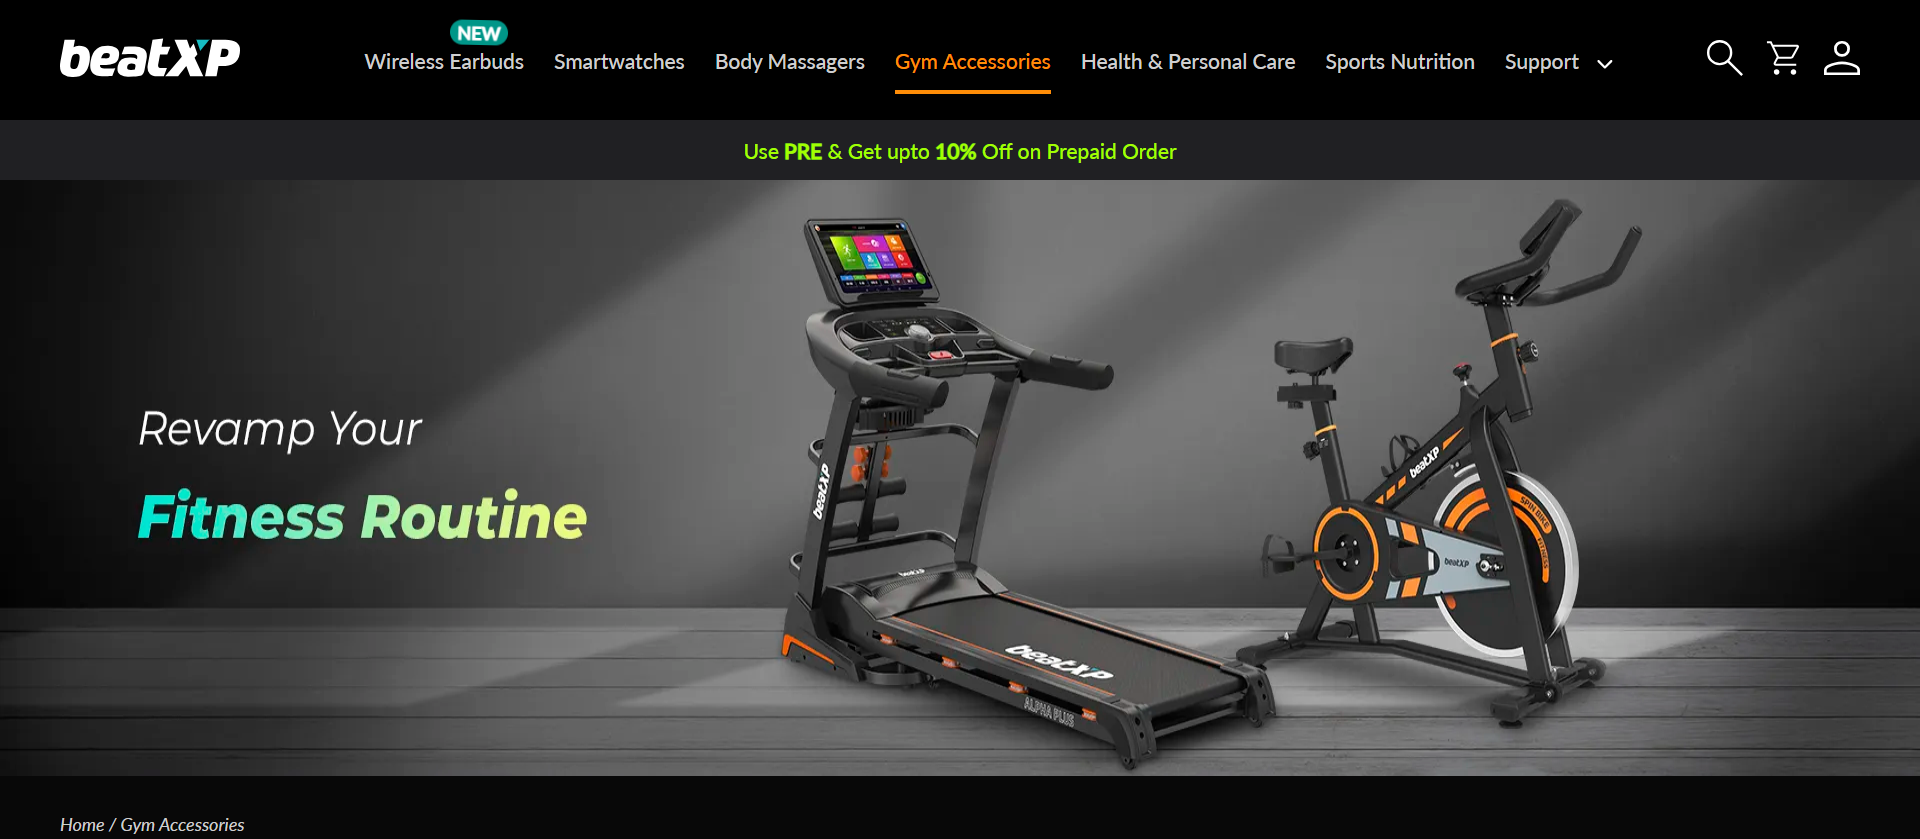 beatXP
NEW
Wireless Earbuds
Smartwatches
Body Massagers
Gym Accessories
Health & Personal Care
Sports Nutrition
Support
Use PRE & Get upto 10% Off on Prepaid Order
Revamp Your
Fitness Routine
beatXP
beatXP
beatXP
ALPHA PLUS
beatXP
SPIN BIKE
FITNESS
beatXP
Home / Gym Accessories